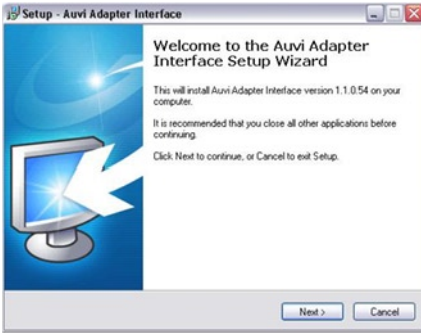 Setup - Auvi Adapter Interface
Welcome to the Auvi Adapter
Interface Setup Wizard
This will install Auvi Adapter Interface version 1.1.0.54 on your
computer.
It is recommended that you close all other applications before
continuing.
Click Next to continue, or Cancel to exit Setup.
Next >
Cancel